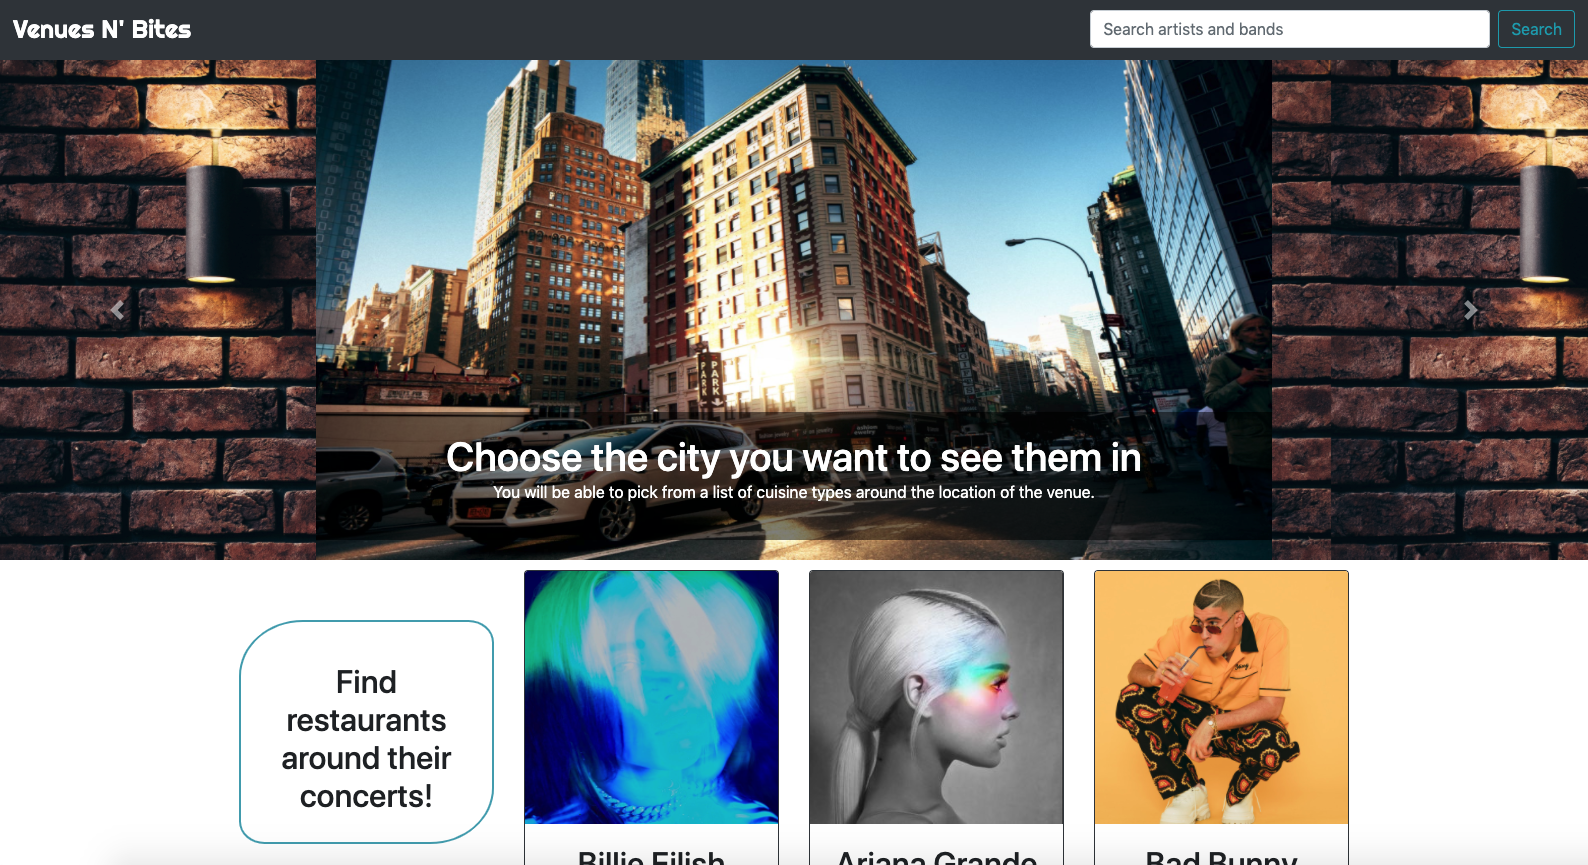 Venues N' Bites
Search artists and bands
Search
PARK
PARK
Choose the city you want to see them in
You will be able to pick from a list of cuisine types around the location of the venue.
Find
restaurants
around their
concerts!
Billie Eilish
Ariana Grande
Bad Bunny